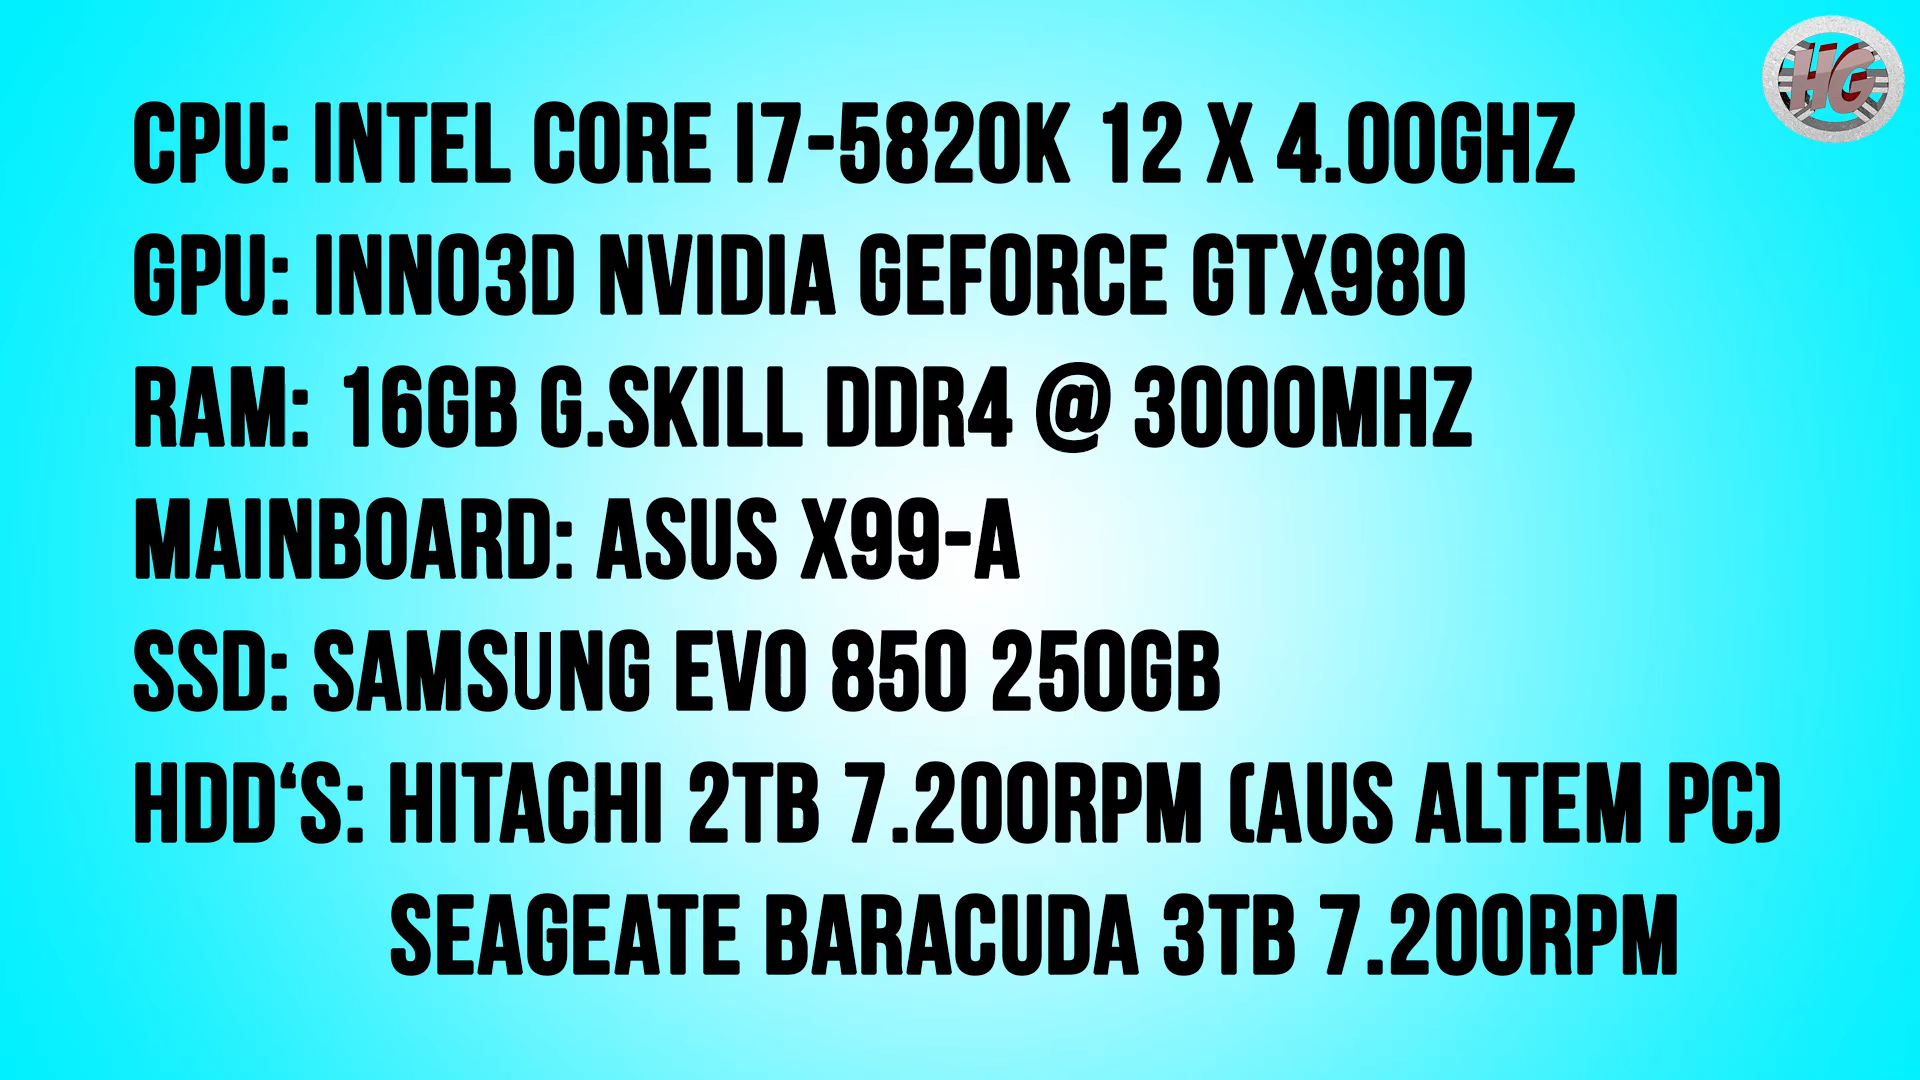 HG
CPU: INTEL CORE I7-5820K 12 X 4.00GHZ
GPU: INNO3D NVIDIA GEFORCE GTX980
RAM: 16GB G.SKILL DDR4 @ 3000MHZ
MAINBOARD: ASUS X99-A
SSD: SAMSUNG EVO 850 250GB
HDD‘S: HITACHI 2TB 7.200RPM (AUS ALTEM PC)
SEAGEATE BARACUDA 3TB 7.200RPM